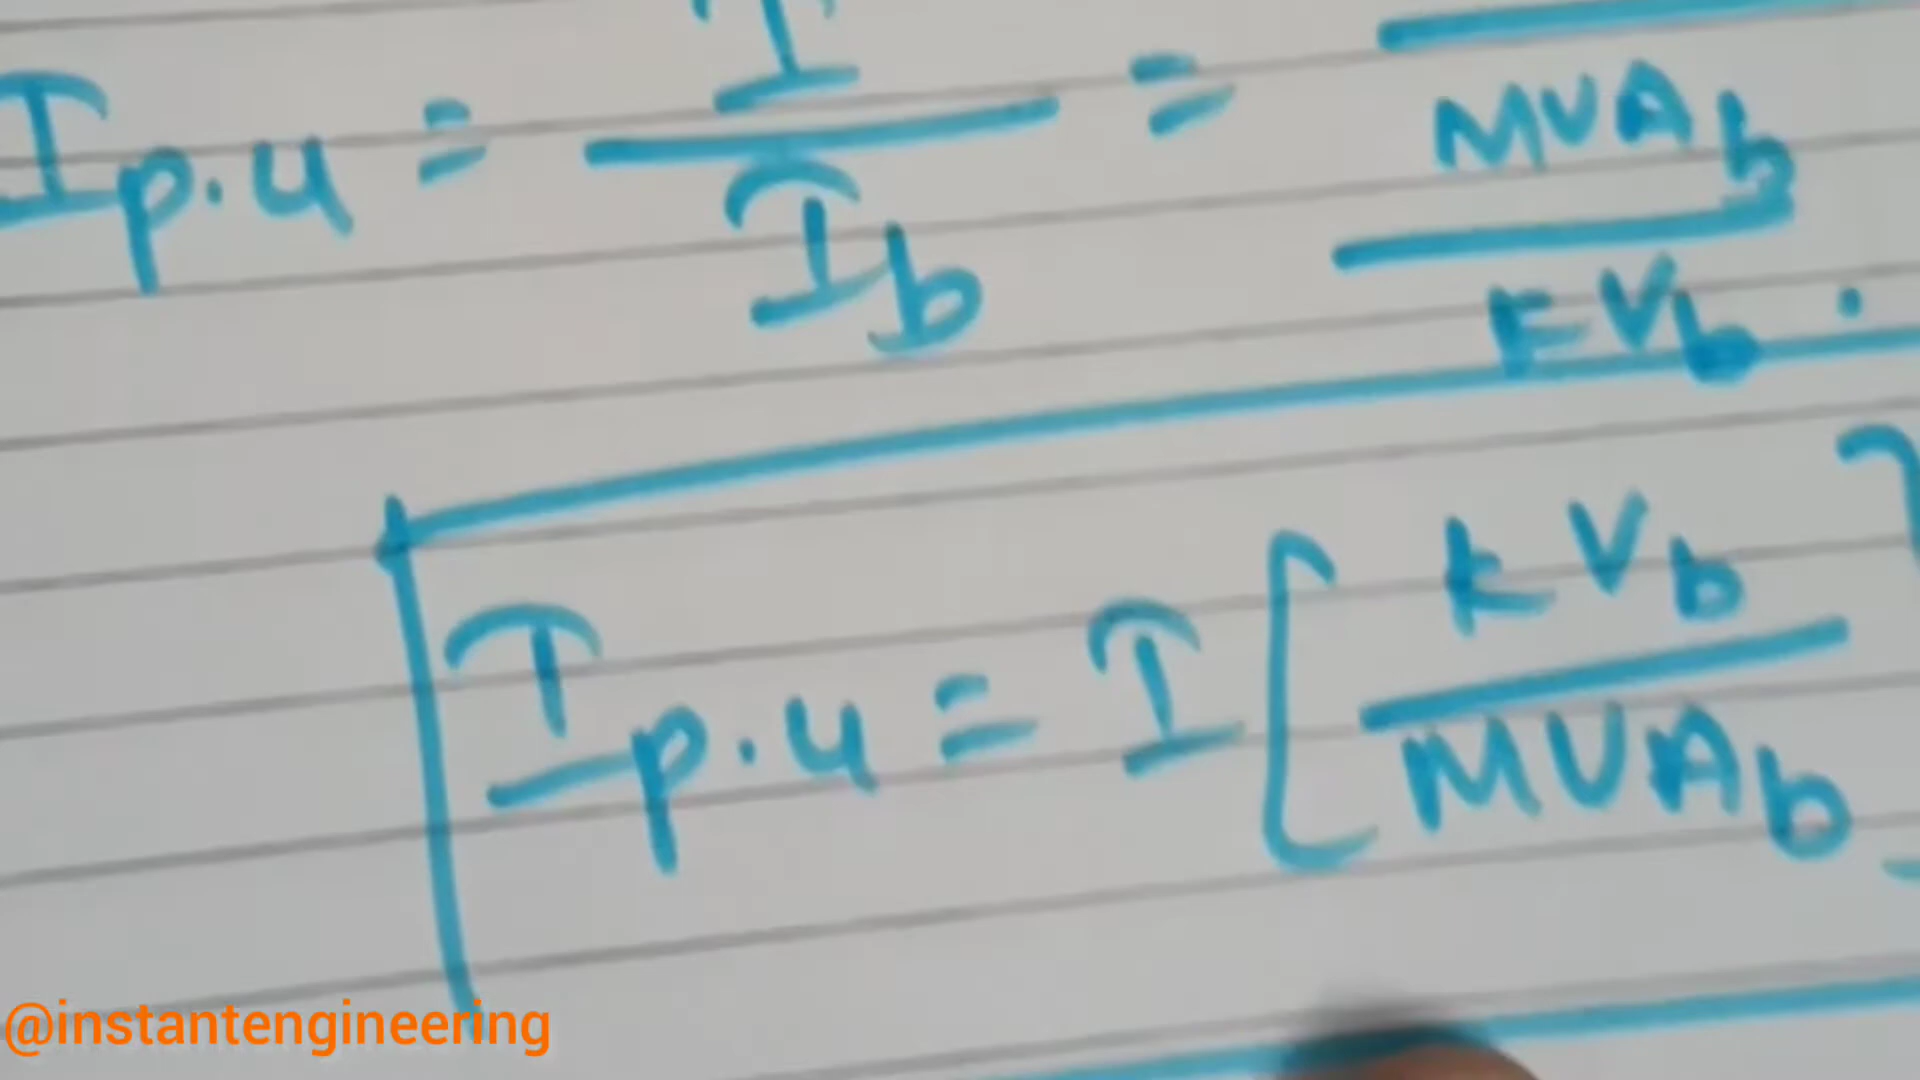 Ip.u = I / Ib =
MVAb
KVb .
Ip.u = I [ KVb / MVAb ]
@instantengineering